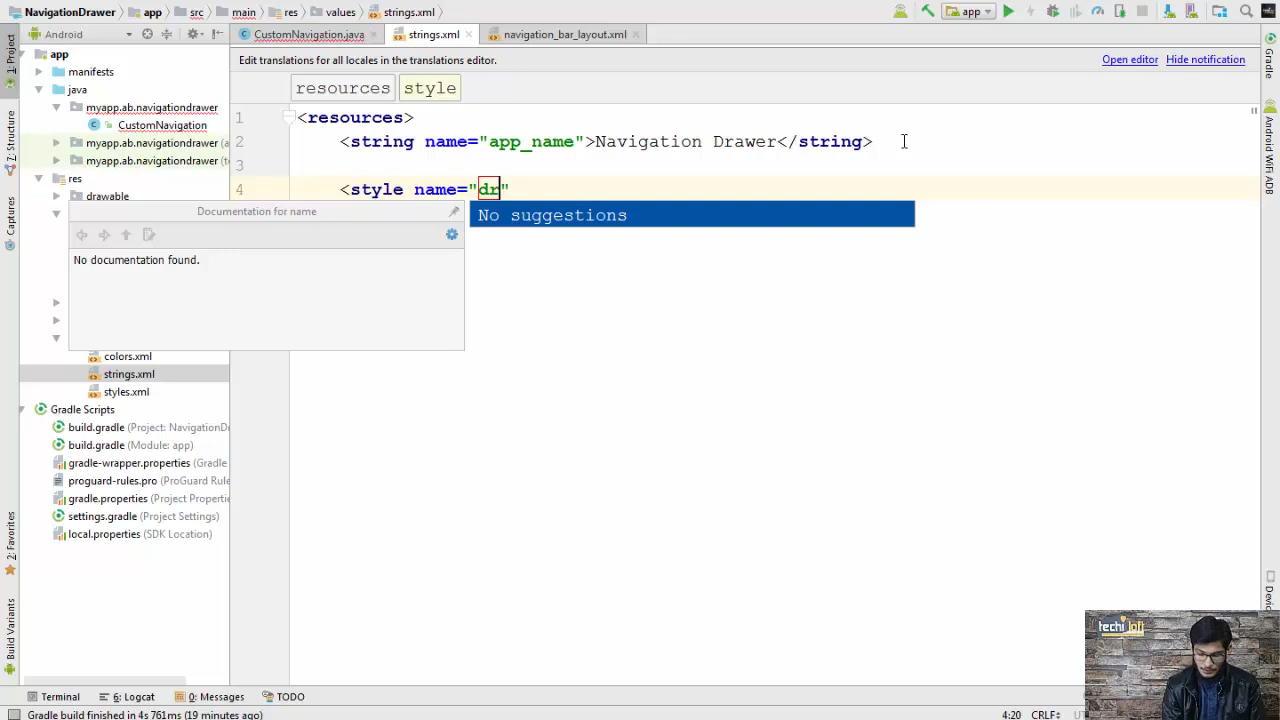 NavigationDrawer app src main res values strings.xml app
Android
CustomNavigation.java strings.xml navigation_bar_layout.xml
1: Project
7: Structure
Captures
2: Favorites
Build Variants
app
manifests
java
myapp.ab.navigationdrawer
CustomNavigation
myapp.ab.navigationdrawer (a
myapp.ab.navigationdrawer (t
res
drawable
colors.xml
strings.xml
styles.xml
Gradle Scripts
build.gradle (Project: NavigationD
build.gradle (Module: app)
gradle-wrapper.properties (Gradle
proguard-rules.pro (ProGuard Rule
gradle.properties (Project Properti
settings.gradle (Project Settings)
local.properties (SDK Location)
Edit translations for all locales in the translations editor. Open editor Hide notification
resources style
1 <resources>
2 <string name="app_name">Navigation Drawer</string>
3
4 <style name="dr"
No suggestions
Documentation for name
No documentation found.
Gradle
Android WiFi ADB
techi loft
Terminal 6: Logcat 0: Messages TODO
Gradle build finished in 4s 761ms (19 minutes ago) 4:20 CRLF